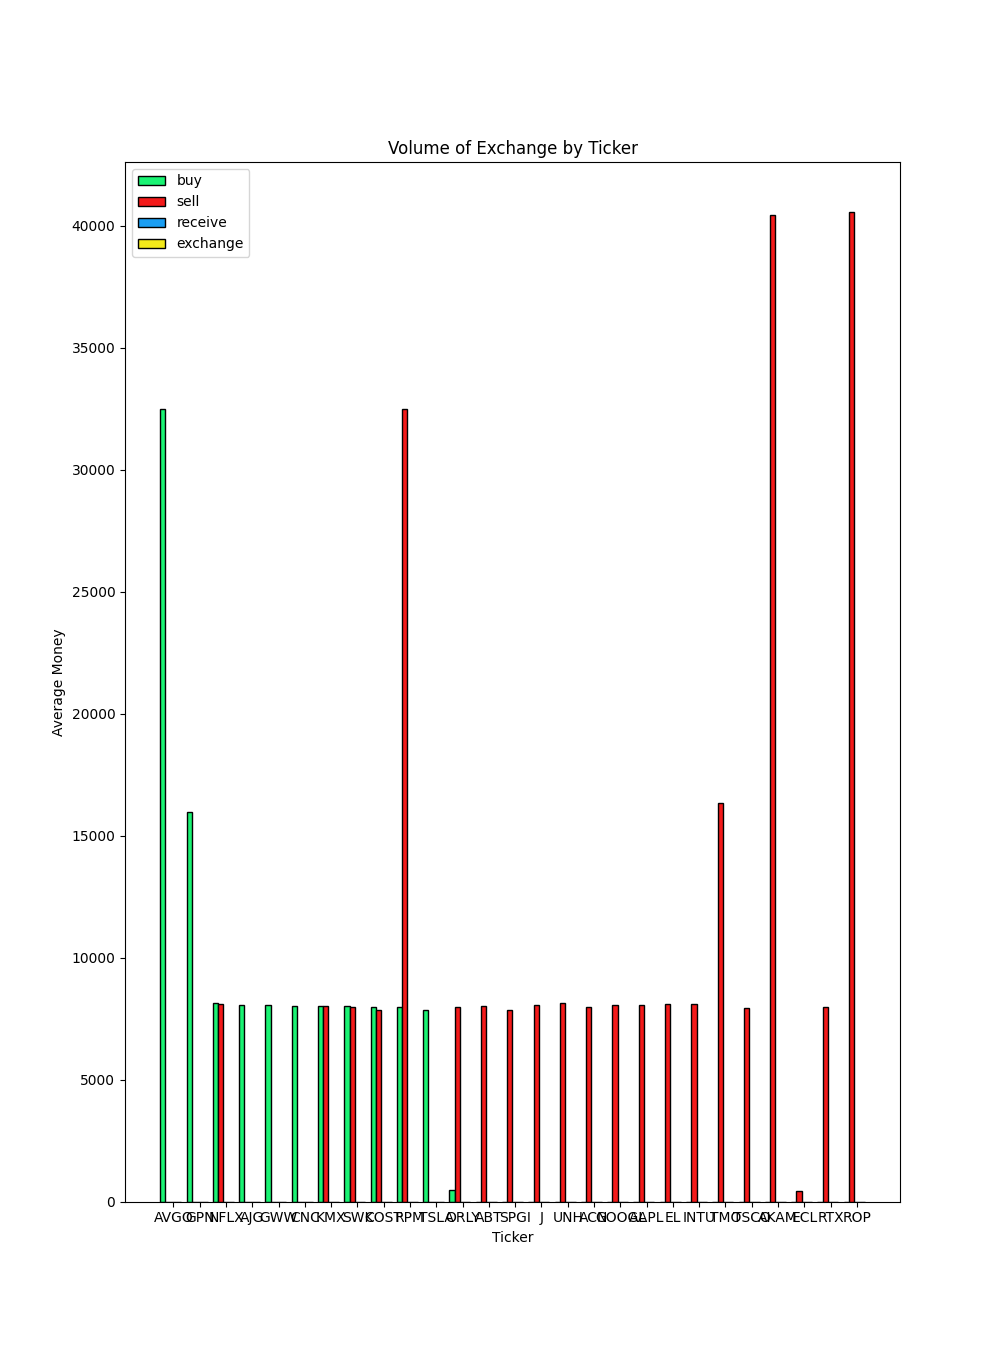 Volume of Exchange by Ticker
buy
sell
receive
exchange
40000
35000
30000
25000
20000
15000
10000
5000
0
Average Money
AVGO GPN NFLX AJG GWW CNC KMX SWK COST RPM TSLA ORLY ABT SPGI J UNH ACN GOOGL AAPL EL INTU TMO TSCO AKAM ECL RTX ROP
Ticker